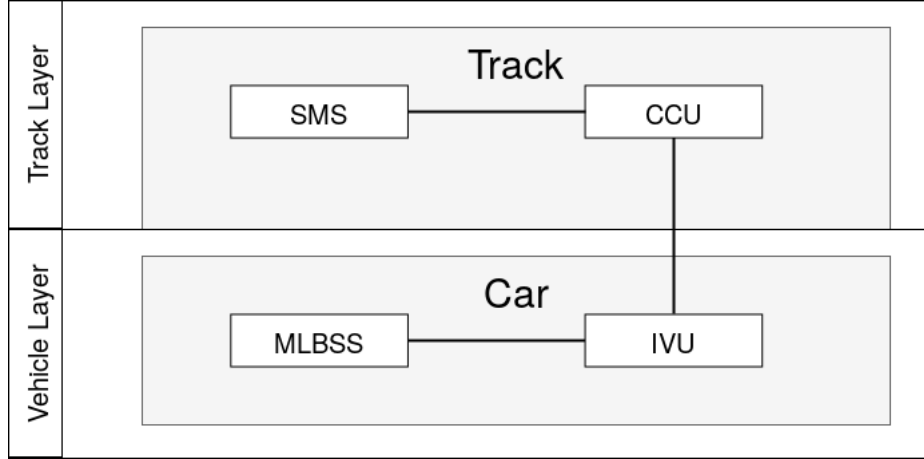 Track Layer
Track
SMS
CCU
Vehicle Layer
Car
MLBSS
IVU